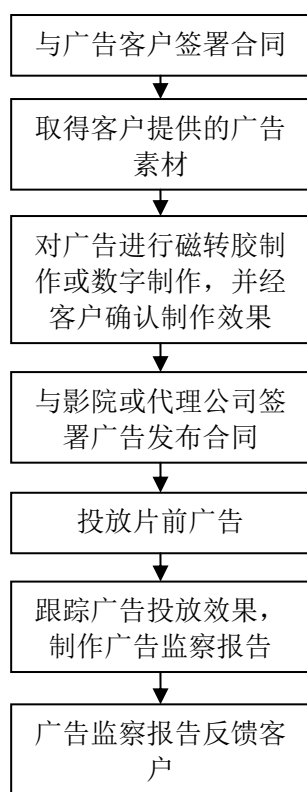 与广告客户签署合同
取得客户提供的广告
素材
对广告进行磁转胶制
作或数字制作，并经
客户确认制作效果
与影院或代理公司签
署广告发布合同
投放片前广告
跟踪广告投放效果，
制作广告监察报告
广告监察报告反馈客
户